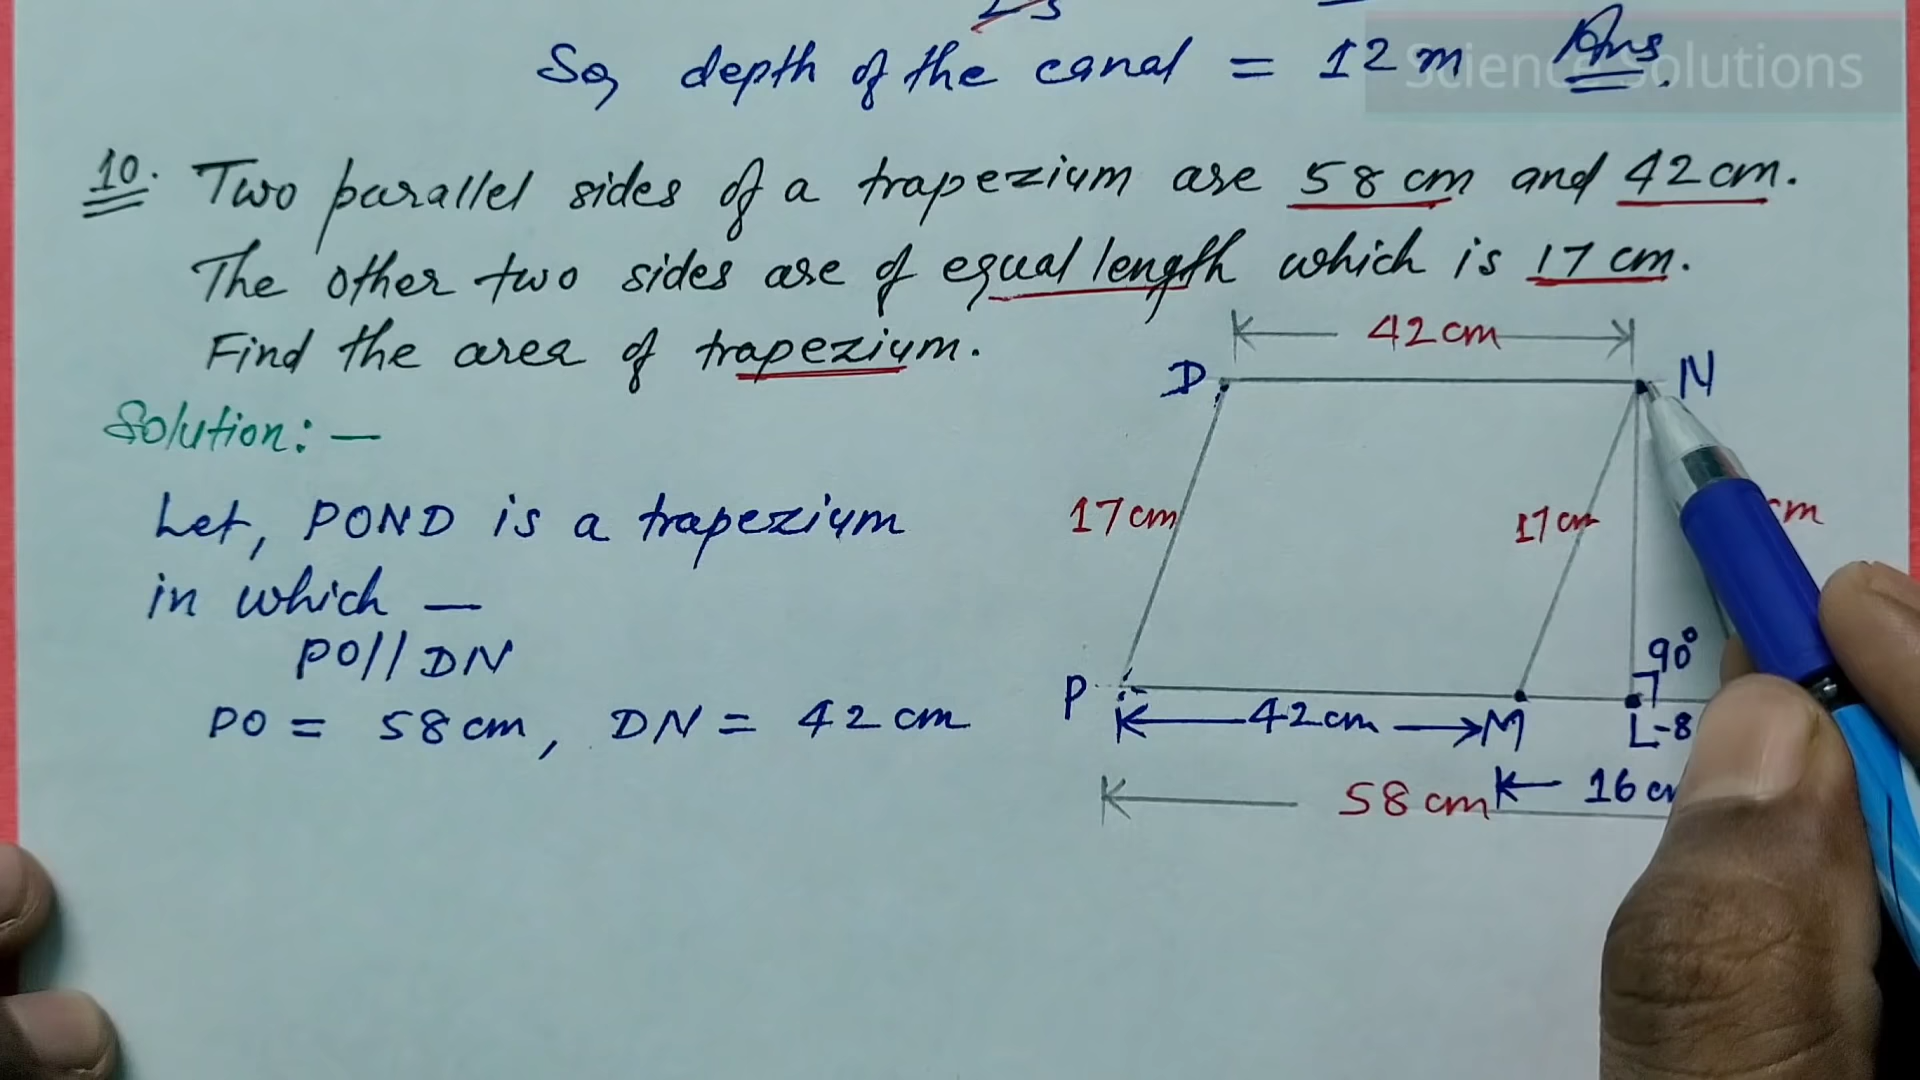 So, depth of the canal = 12 m Ans.
Science Solutions
10. Two parallel sides of a trapezium are 58 cm and 42 cm.
The other two sides are of equal length which is 17 cm.
Find the area of trapezium.
42 cm
D N
Solution:—
Let, POND is a trapezium
in which —
PO // DN
PO = 58 cm, DN = 42 cm
17 cm 17 cm cm
90°
P 42 cm M L 8
58 cm 16